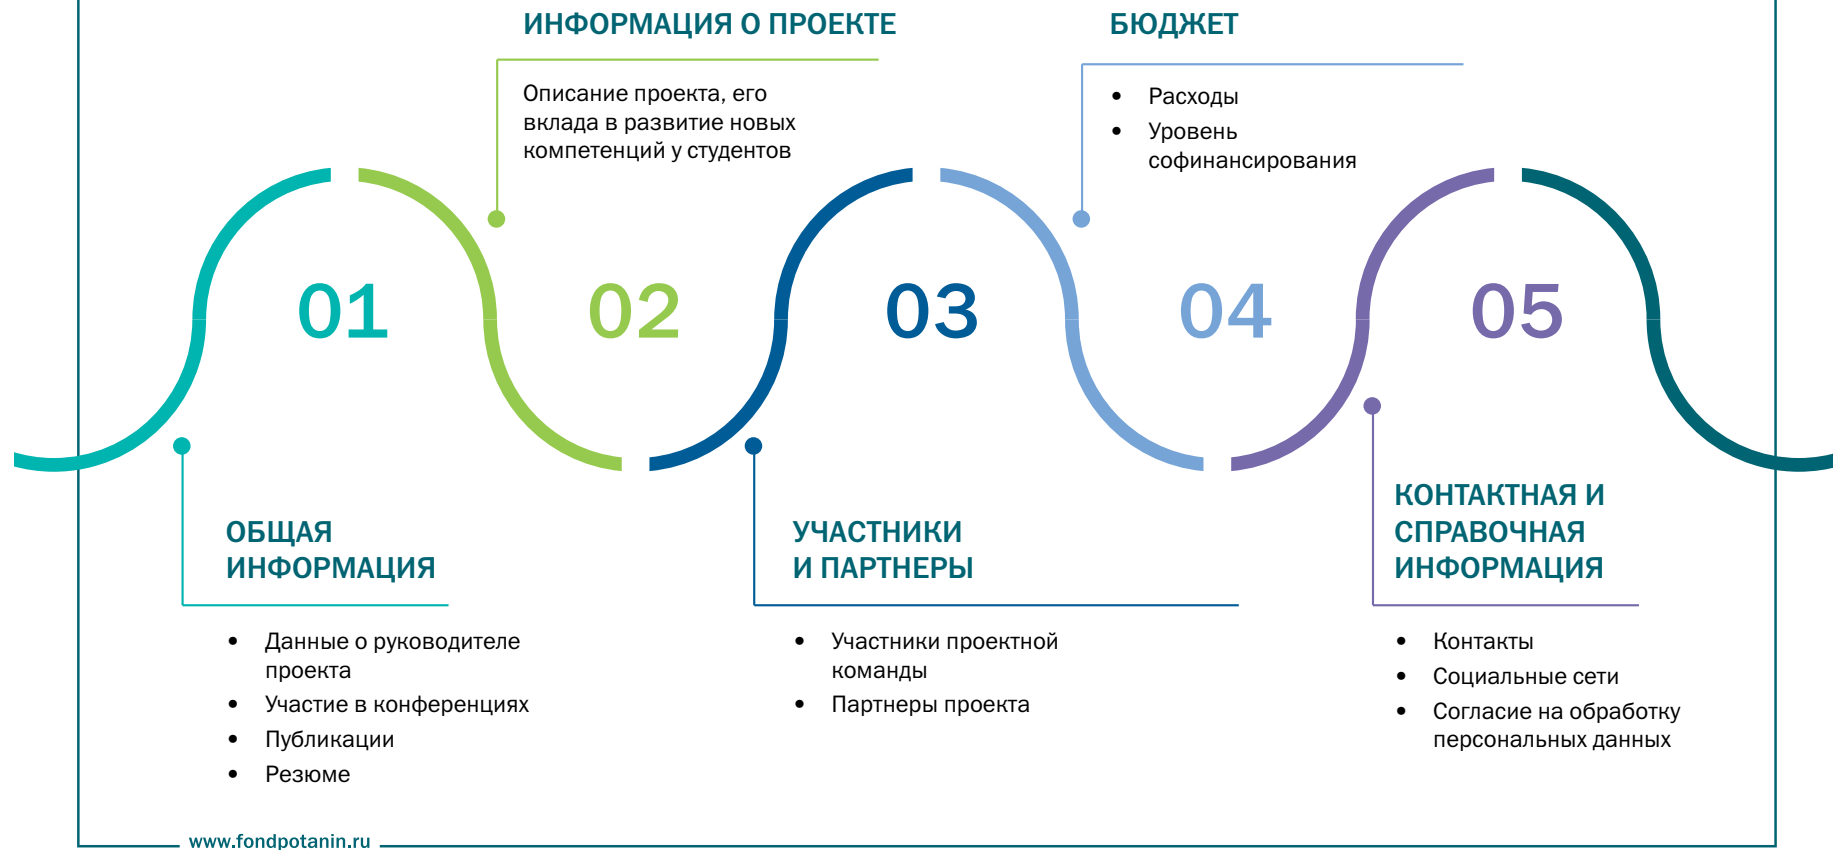 ИНФОРМАЦИЯ О ПРОЕКТЕ
Описание проекта, его
вклада в развитие новых
компетенций у студентов
БЮДЖЕТ
• Расходы
• Уровень
софинансирования
01
02
03
04
05
ОБЩАЯ
ИНФОРМАЦИЯ
• Данные о руководителе
проекта
• Участие в конференциях
• Публикации
• Резюме
УЧАСТНИКИ
И ПАРТНЕРЫ
• Участники проектной
команды
• Партнеры проекта
КОНТАКТНАЯ И
СПРАВОЧНАЯ
ИНФОРМАЦИЯ
• Контакты
• Социальные сети
• Согласие на обработку
персональных данных
www.fondpotanin.ru